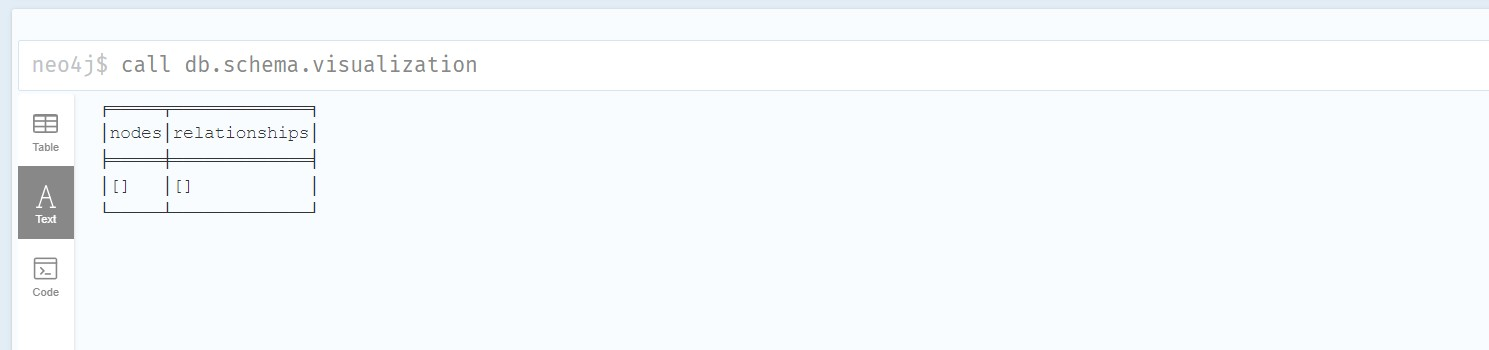 neo4j$ call db.schema.visualization
Table
Text
Code
nodes relationships
[] []